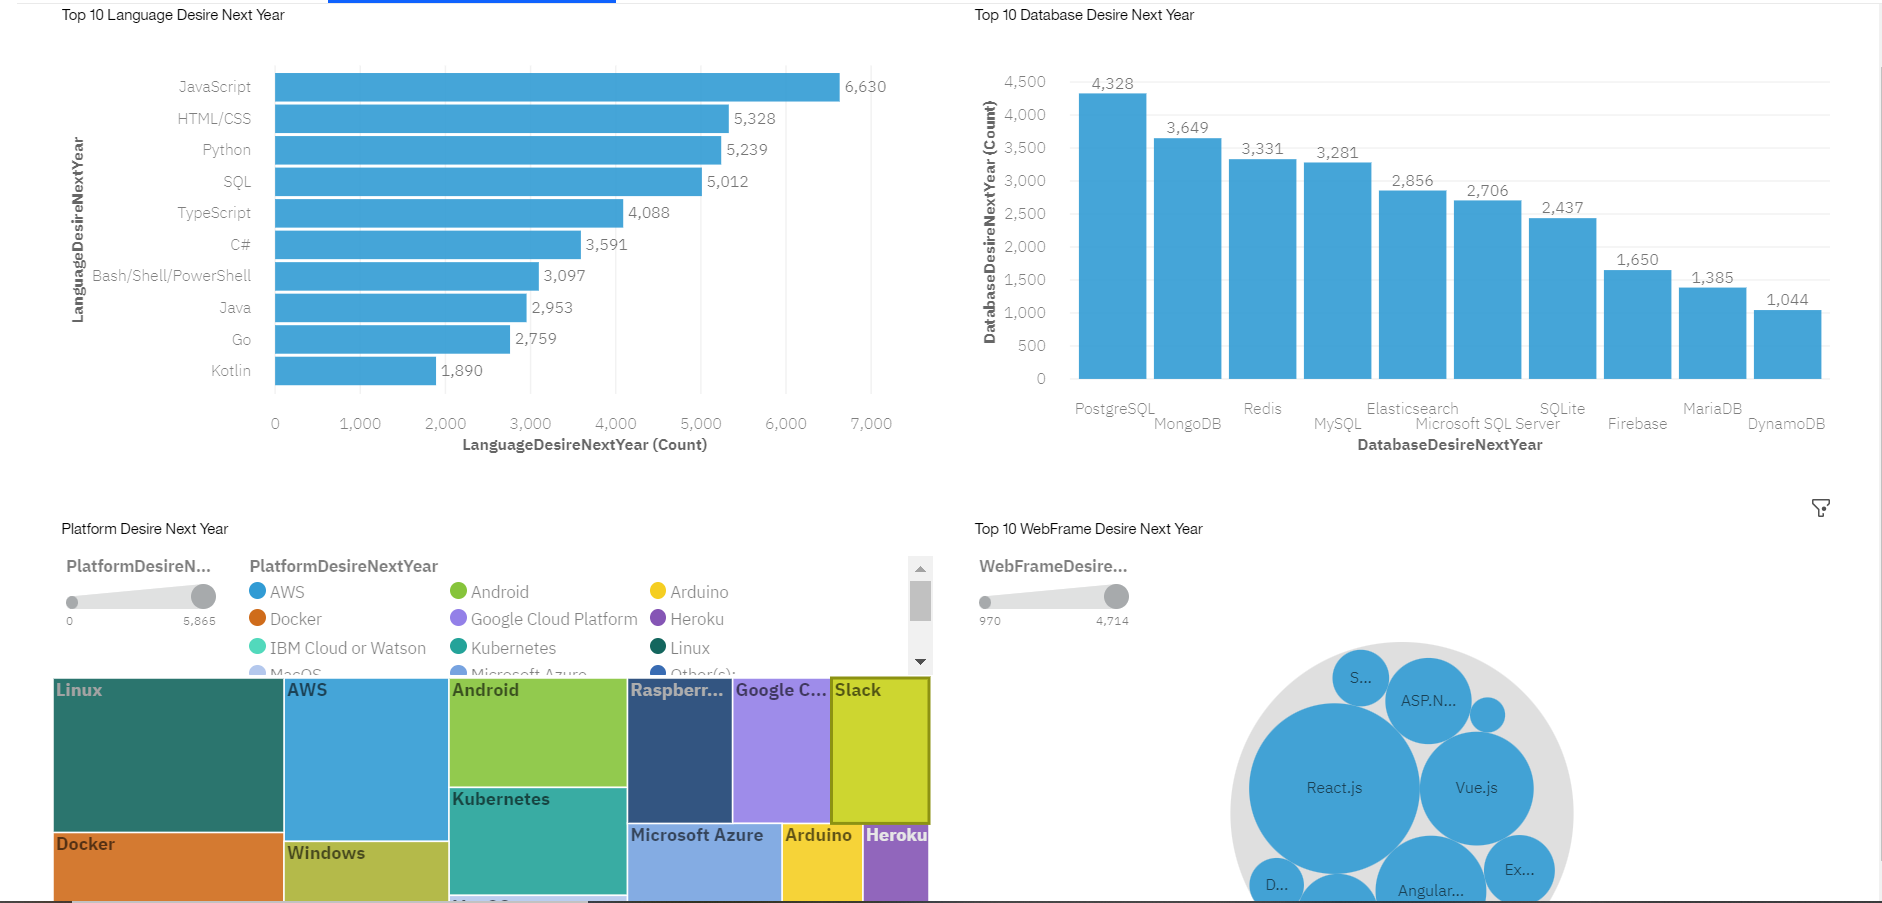 Top 10 Language Desire Next Year
LanguageDesireNextYear
JavaScript
6,630
HTML/CSS
5,328
Python
5,239
SQL
5,012
TypeScript
4,088
C#
3,591
Bash/Shell/PowerShell
3,097
Java
2,953
Go
2,759
Kotlin
1,890
0 1,000 2,000 3,000 4,000 5,000 6,000 7,000
LanguageDesireNextYear (Count)
Top 10 Database Desire Next Year
DatabaseDesireNextYear (Count)
4,500
4,000
3,500
3,000
2,500
2,000
1,500
1,000
500
0
4,328
3,649
3,331
3,281
2,856
2,706
2,437
1,650
1,385
1,044
PostgreSQL Redis Elasticsearch SQLite MariaDB
MongoDB MySQL Microsoft SQL Server Firebase DynamoDB
DatabaseDesireNextYear
Platform Desire Next Year
PlatformDesireN...
0 5,865
PlatformDesireNextYear
AWS Android Arduino
Docker Google Cloud Platform Heroku
IBM Cloud or Watson Kubernetes Linux
MacOS Microsoft Azure Other(s):
Linux
AWS
Android
Raspberr...
Google C...
Slack
Kubernetes
Microsoft Azure
Arduino
Heroku
Docker
Windows
Top 10 WebFrame Desire Next Year
WebFrameDesire...
970 4,714
S...
ASP.N...
React.js
Vue.js
D...
Angular...
Ex...